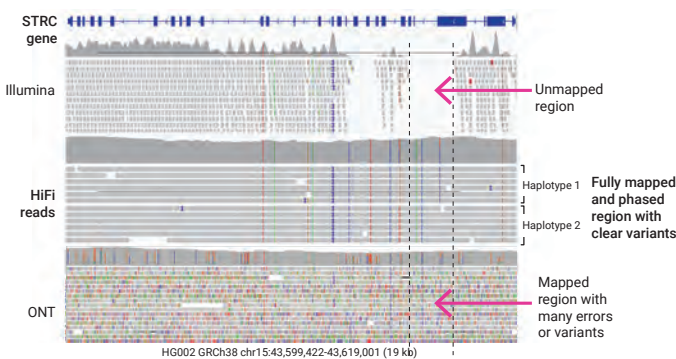 STRC
gene
Illumina
Unmapped
region
HiFi
reads
Haplotype 1
Haplotype 2
Fully mapped
and phased
region with
clear variants
ONT
Mapped
region with
many errors
or variants
HG002 GRCh38 chr15:43,599,422-43,619,001 (19 kb)